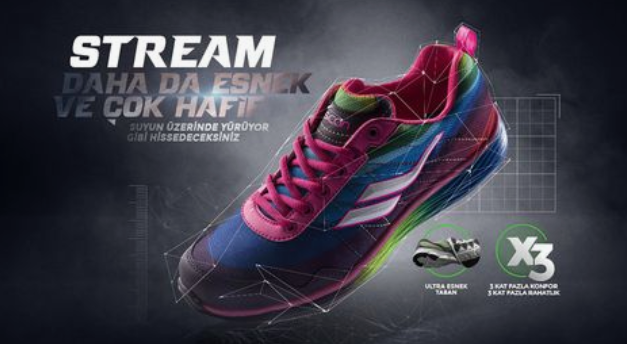 STREAM
DAHA DA ESNEK
VE ÇOK HAFİF
SUYUN ÜZERİNDE YÜRÜYOR
GİBİ HİSSEDECEKSİNİZ
X3
ULTRA ESNEK
TABAN
3 KAT FAZLA KONFOR
3 KAT FAZLA RAHATLIK